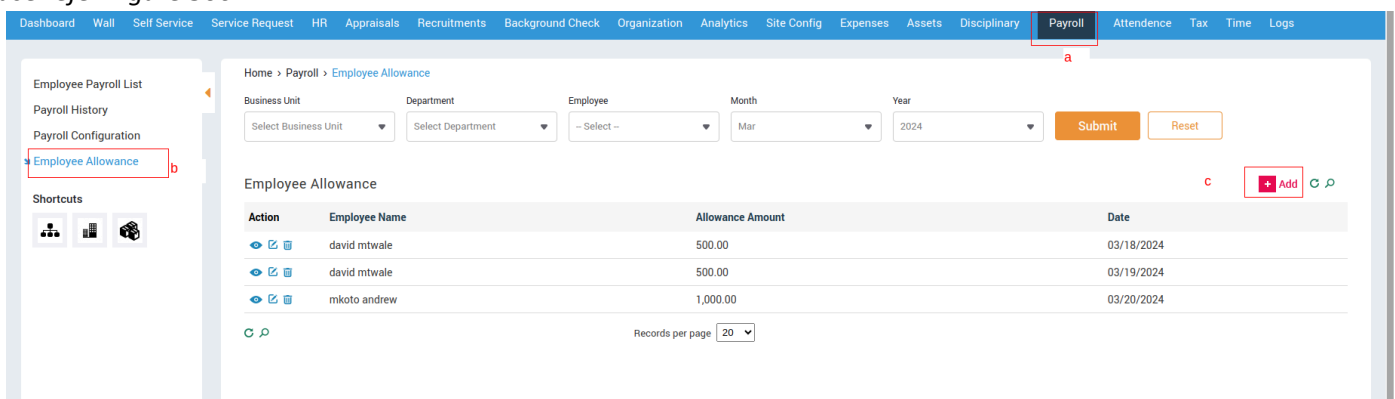 Dashboard Wall Self Service Service Request HR Appraisals Recruitments Background Check Organization Analytics Site Config Expenses Assets Disciplinary Payroll Attendence Tax Time Logs
a
Employee Payroll List
Payroll History
Payroll Configuration
Employee Allowance
b
Shortcuts
Home › Payroll › Employee Allowance
Business Unit Department Employee Month Year
Select Business Unit Select Department -- Select -- Mar 2024 Submit Reset
Employee Allowance c + Add
Action Employee Name Allowance Amount Date
david mtwale 500.00 03/18/2024
david mtwale 500.00 03/19/2024
mkoto andrew 1,000.00 03/20/2024
Records per page 20